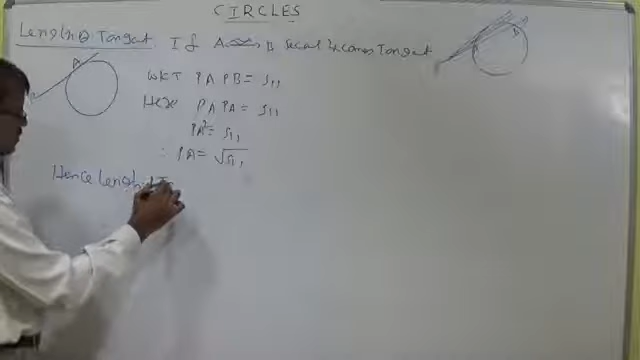 CIRCLES
Length of Tangent If A B Secant becomes Tangent
A
WKT PA PB = S11
Here PA PA = S11
PA² = S11
∴ PA = √S11
Hence Length of T